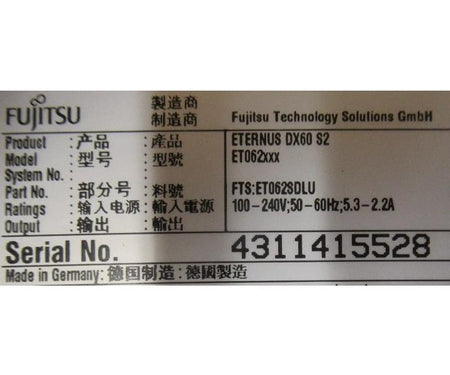 FUJITSU 製造商 制造商 Fujitsu Technology Solutions GmbH
Product : 产品 : 產品 ETERNUS DX60 S2
Model : 型号 : 型號 ET062xxx
System No. :
Part No. : 部分号 : 料號 FTS:ET062SDLU
Ratings : 输入电源 : 輸入電源 100-240V;50-60Hz;5.3-2.2A
Output : 输出 : 輸出
Serial No. 4311415528
Made in Germany: 德国制造: 德國製造